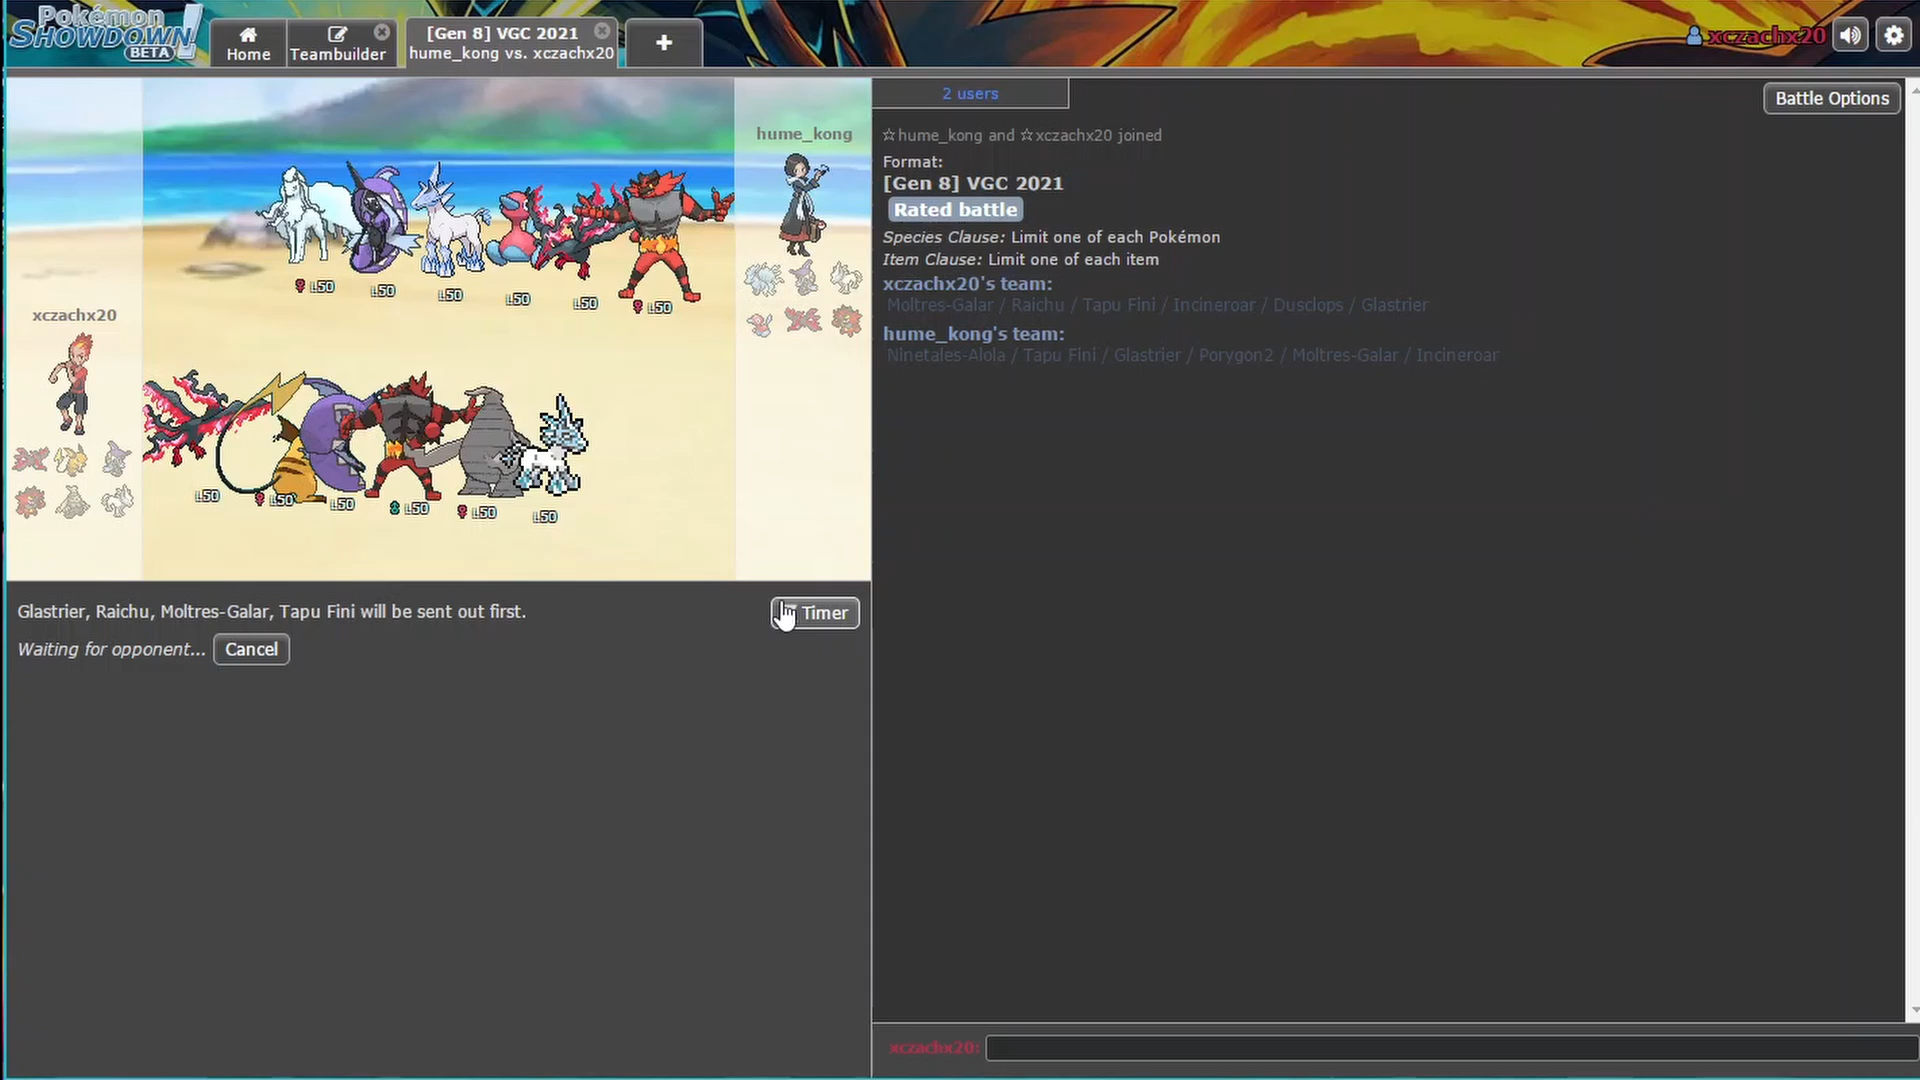 Pokémon
SHOWDOWN!
BETA
Home
Teambuilder
[Gen 8] VGC 2021
hume_kong vs. xczachx20
xczachx20
2 users
Battle Options
☆hume_kong and ☆xczachx20 joined
Format:
[Gen 8] VGC 2021
Rated battle
Species Clause: Limit one of each Pokémon
Item Clause: Limit one of each item
xczachx20's team:
Moltres-Galar / Raichu / Tapu Fini / Incineroar / Dusclops / Glastrier
hume_kong's team:
Ninetales-Alola / Tapu Fini / Glastrier / Porygon2 / Moltres-Galar / Incineroar
hume_kong
L50
L50
L50
L50
L50
L50
xczachx20
L50
L50
L50
L50
L50
L50
Glastrier, Raichu, Moltres-Galar, Tapu Fini will be sent out first.
Timer
Waiting for opponent...
Cancel
xczachx20: